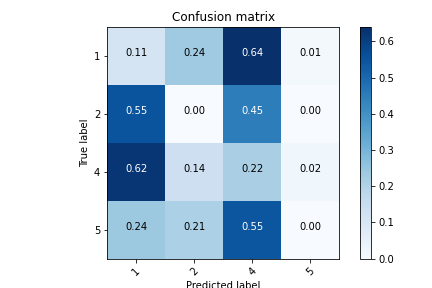 Confusion matrix
True label
1 0.11 0.24 0.64 0.01
2 0.55 0.00 0.45 0.00
4 0.62 0.14 0.22 0.02
5 0.24 0.21 0.55 0.00
1 2 4 5
Predicted label
0.6
0.5
0.4
0.3
0.2
0.1
0.0